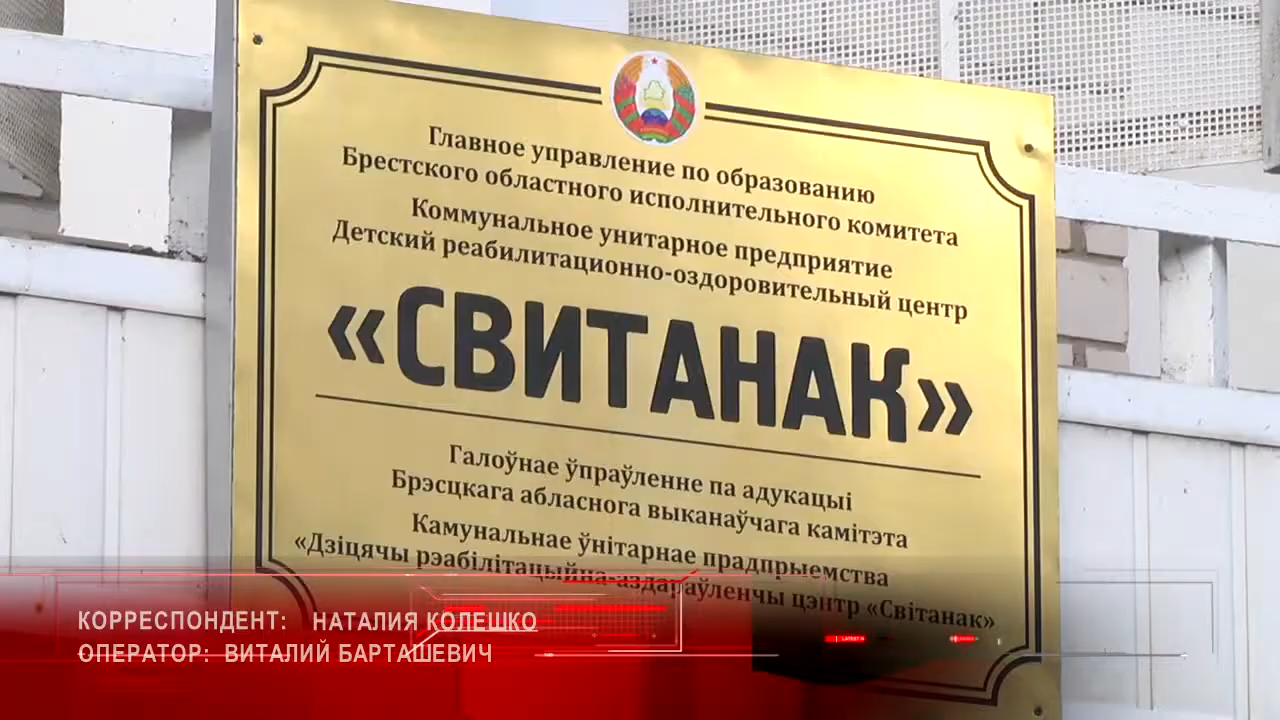 Главное управление по образованию
Брестского областного исполнительного комитета
Коммунальное унитарное предприятие
Детский реабилитационно-оздоровительный центр
«СВИТАНАК»
Галоўнае ўпраўленне па адукацыі
Брэсцкага абласнога выканаўчага камітэта
Камунальнае ўнітарнае прадпрыемства
«Дзіцячы рэабілітацыйна-аздараўленчы цэнтр «Світанак»
КОРРЕСПОНДЕНТ: НАТАЛИЯ КОЛЕШКО
ОПЕРАТОР: ВИТАЛИЙ БАРТАШЕВИЧ